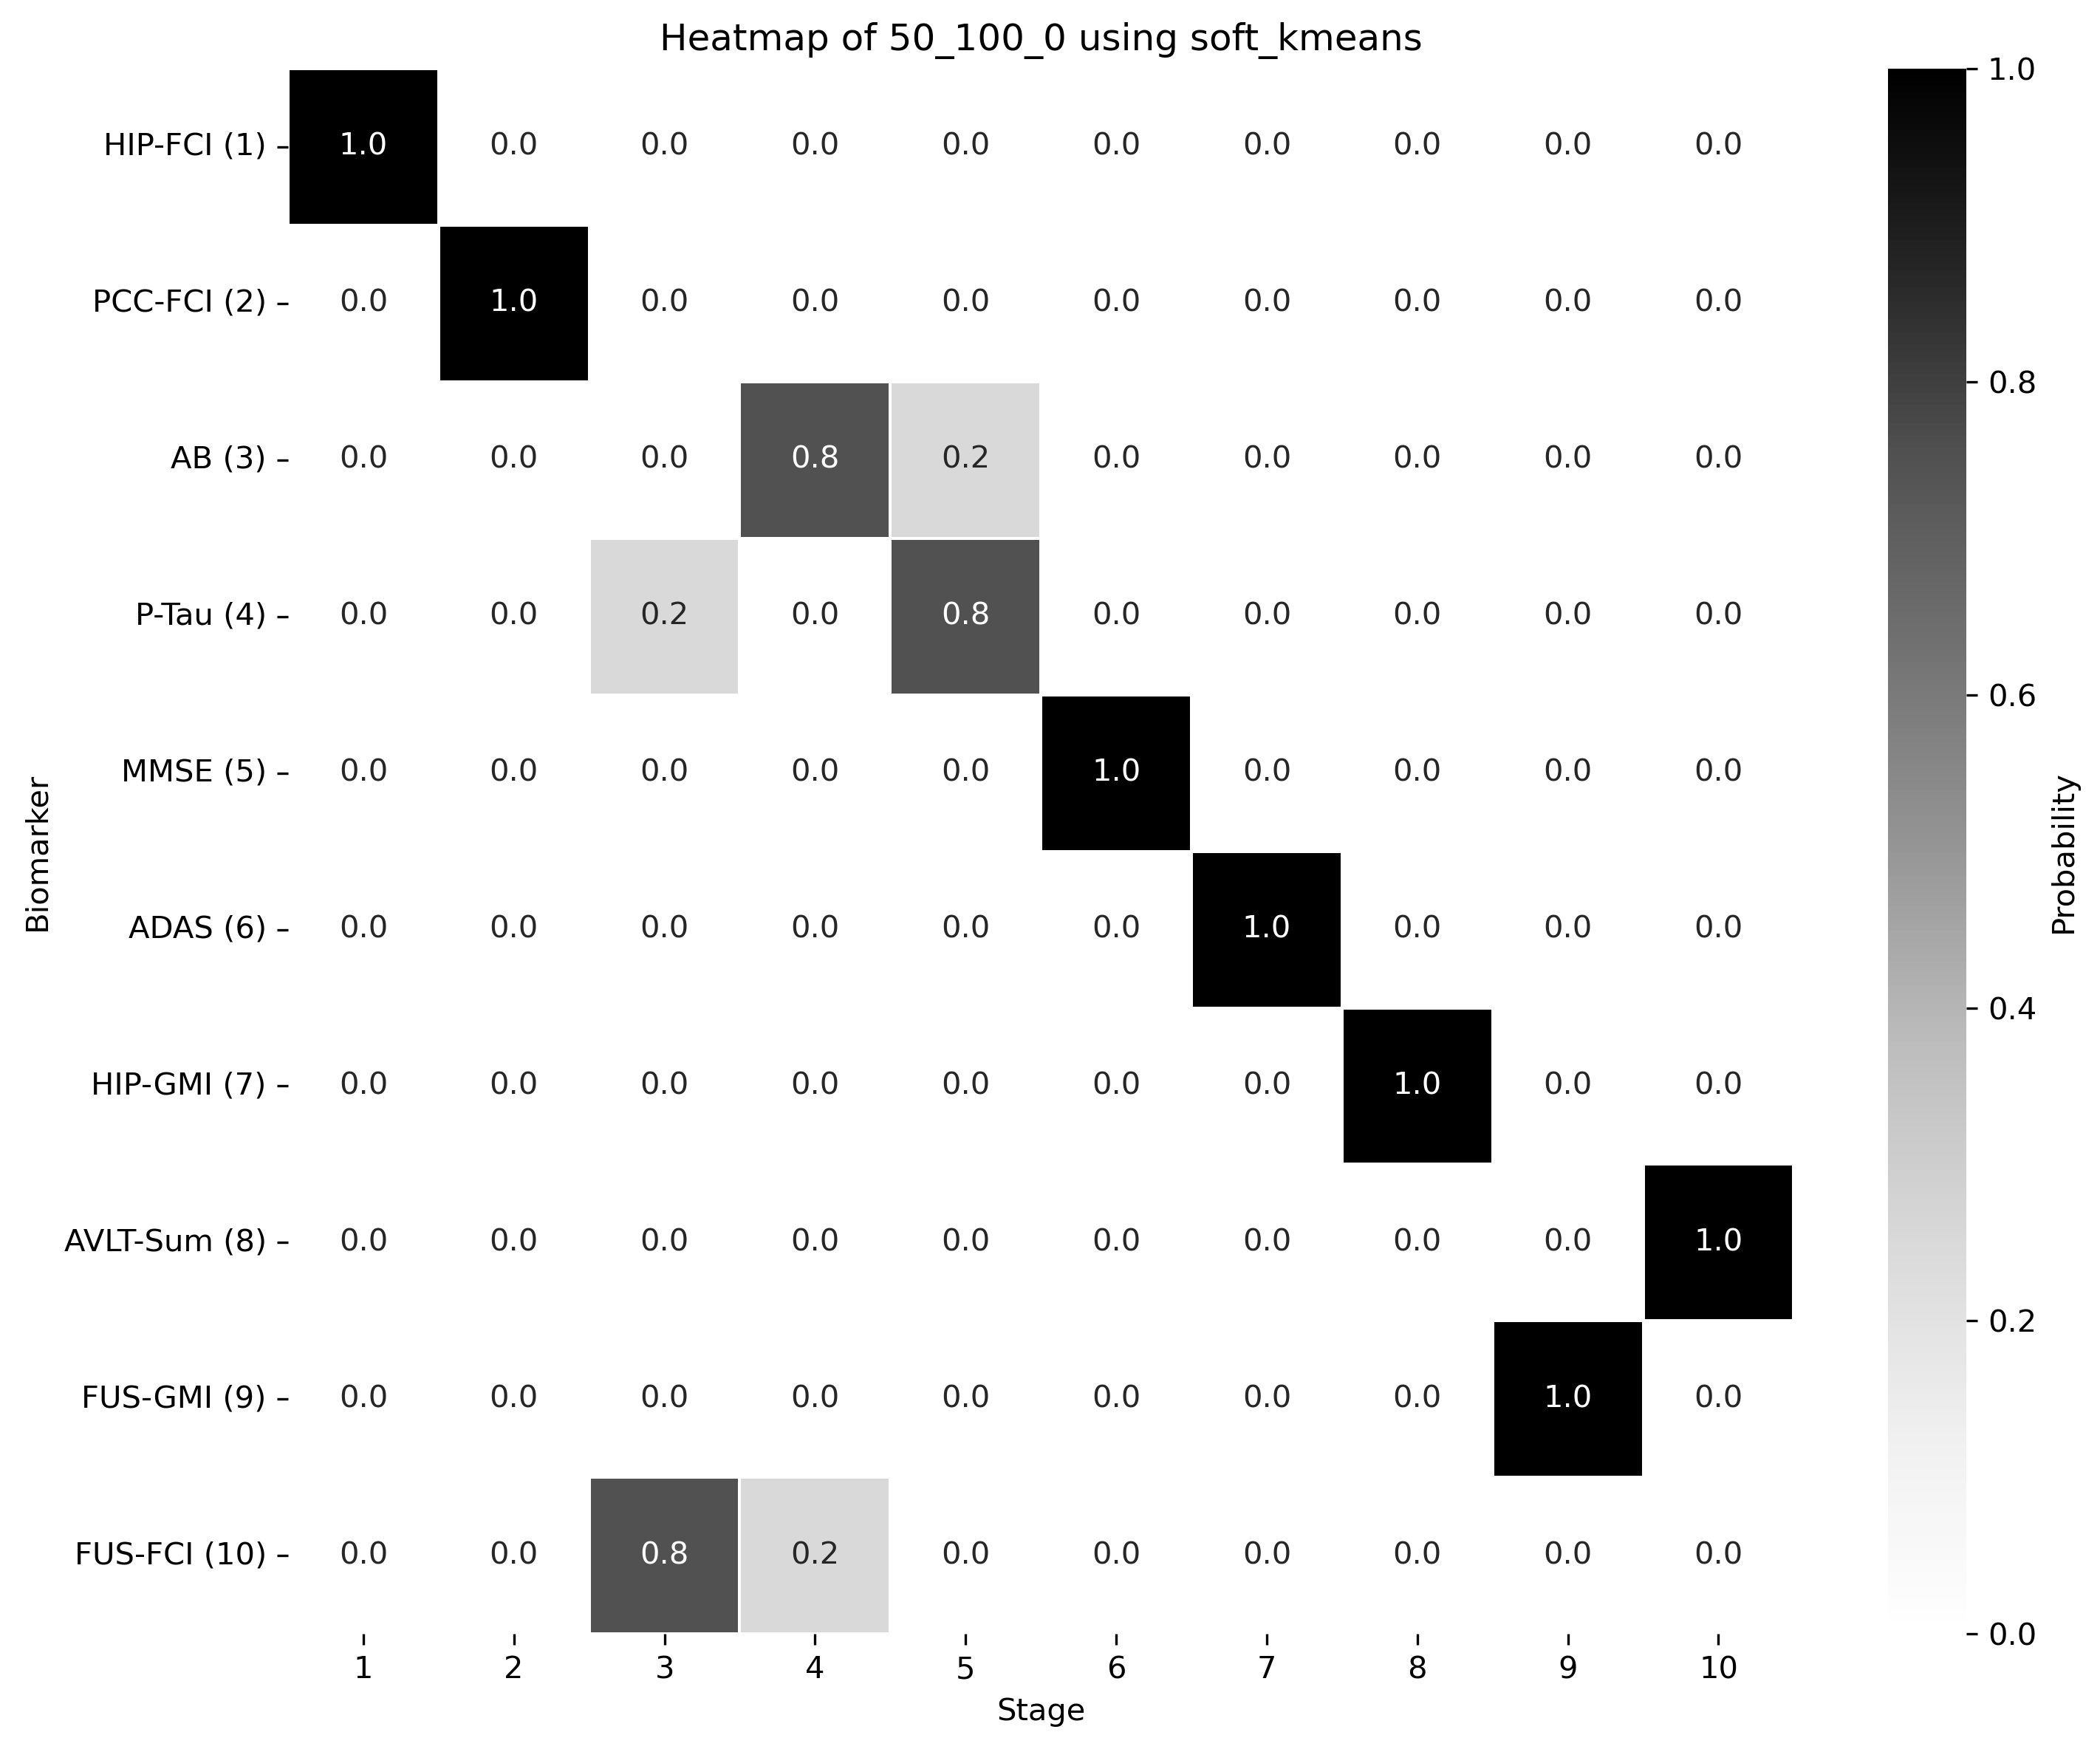 Heatmap of 50_100_0 using soft_kmeans
HIP-FCI (1) 1.0 0.0 0.0 0.0 0.0 0.0 0.0 0.0 0.0 0.0
PCC-FCI (2) 0.0 1.0 0.0 0.0 0.0 0.0 0.0 0.0 0.0 0.0
AB (3) 0.0 0.0 0.0 0.8 0.2 0.0 0.0 0.0 0.0 0.0
P-Tau (4) 0.0 0.0 0.2 0.0 0.8 0.0 0.0 0.0 0.0 0.0
MMSE (5) 0.0 0.0 0.0 0.0 0.0 1.0 0.0 0.0 0.0 0.0
ADAS (6) 0.0 0.0 0.0 0.0 0.0 0.0 1.0 0.0 0.0 0.0
HIP-GMI (7) 0.0 0.0 0.0 0.0 0.0 0.0 0.0 1.0 0.0 0.0
AVLT-Sum (8) 0.0 0.0 0.0 0.0 0.0 0.0 0.0 0.0 0.0 1.0
FUS-GMI (9) 0.0 0.0 0.0 0.0 0.0 0.0 0.0 0.0 1.0 0.0
FUS-FCI (10) 0.0 0.0 0.8 0.2 0.0 0.0 0.0 0.0 0.0 0.0
1 2 3 4 5 6 7 8 9 10
Stage
Biomarker
1.0
0.8
0.6
0.4
0.2
0.0
Probability